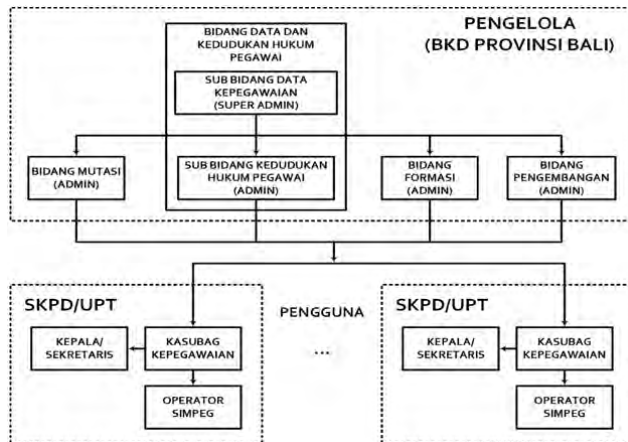 PENGELOLA
(BKD PROVINSI BALI)
BIDANG DATA DAN
KEDUDUKAN HUKUM
PEGAWAI
SUB BIDANG DATA
KEPEGAWAIAN
(SUPER ADMIN)
BIDANG MUTASI
(ADMIN)
SUB BIDANG KEDUDUKAN
HUKUM PEGAWAI
(ADMIN)
BIDANG
FORMASI
(ADMIN)
BIDANG
PENGEMBANGAN
(ADMIN)
SKPD/UPT
KEPALA/
SEKRETARIS
KASUBAG
KEPEGAWAIAN
OPERATOR
SIMPEG
PENGGUNA
...
SKPD/UPT
KEPALA/
SEKRETARIS
KASUBAG
KEPEGAWAIAN
OPERATOR
SIMPEG